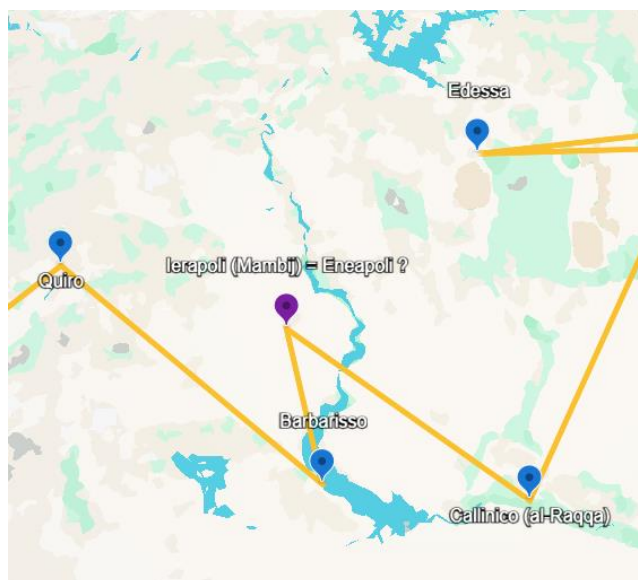 Edessa
Ierapoli (Mambij) = Eneapoli ?
Quiro
Barbarisso
Callinico (al-Raqqa)